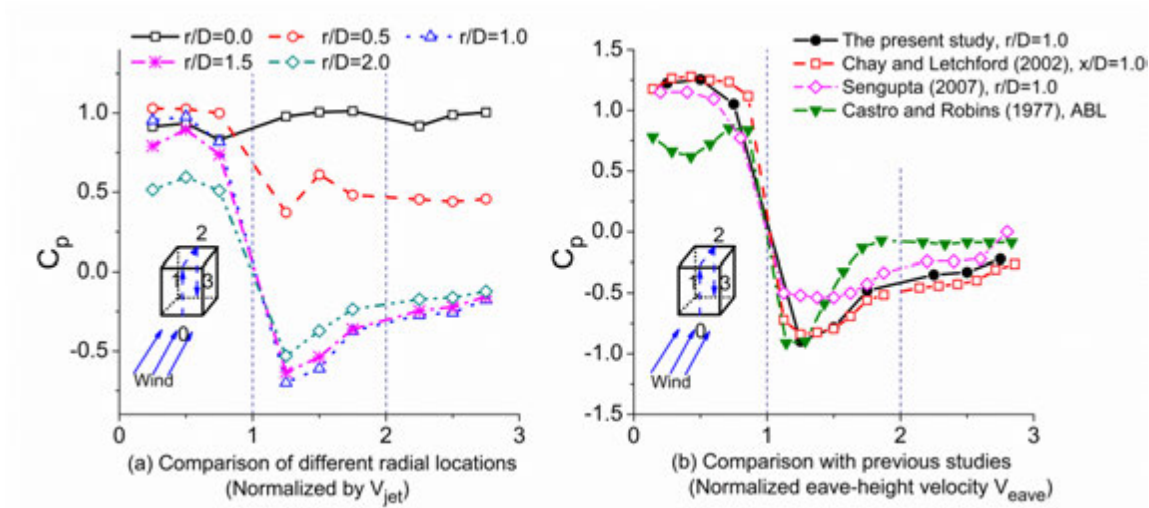 r/D=0.0 r/D=0.5 r/D=1.0
r/D=1.5 r/D=2.0
1.0
0.5
0.0
-0.5
Cp
2
1
3
0
Wind
0 1 2 3
(a) Comparison of different radial locations
(Normalized by Vjet)
The present study, r/D=1.0
Chay and Letchford (2002), x/D=1.0
Sengupta (2007), r/D=1.0
Castro and Robins (1977), ABL
1.5
1.0
0.5
0.0
-0.5
-1.0
-1.5
Cp
2
1
3
0
Wind
0 1 2 3
(b) Comparison with previous studies
(Normalized eave-height velocity Veave)